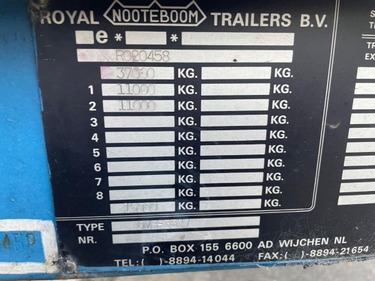 ROYAL NOOTEBOOM TRAILERS B.V.
e* *
KG. KG.
1 11000 KG. KG.
2 11000 KG. KG.
3 KG. KG.
4 KG. KG.
5 KG. KG.
6 KG. KG.
7 KG. KG.
8 KG. KG.
KG. KG.
TYPE
NR.
P.O. BOX 155 6600 AD WIJCHEN NL
TEL:( )-8894-14044 FAX:( )-8894-21654